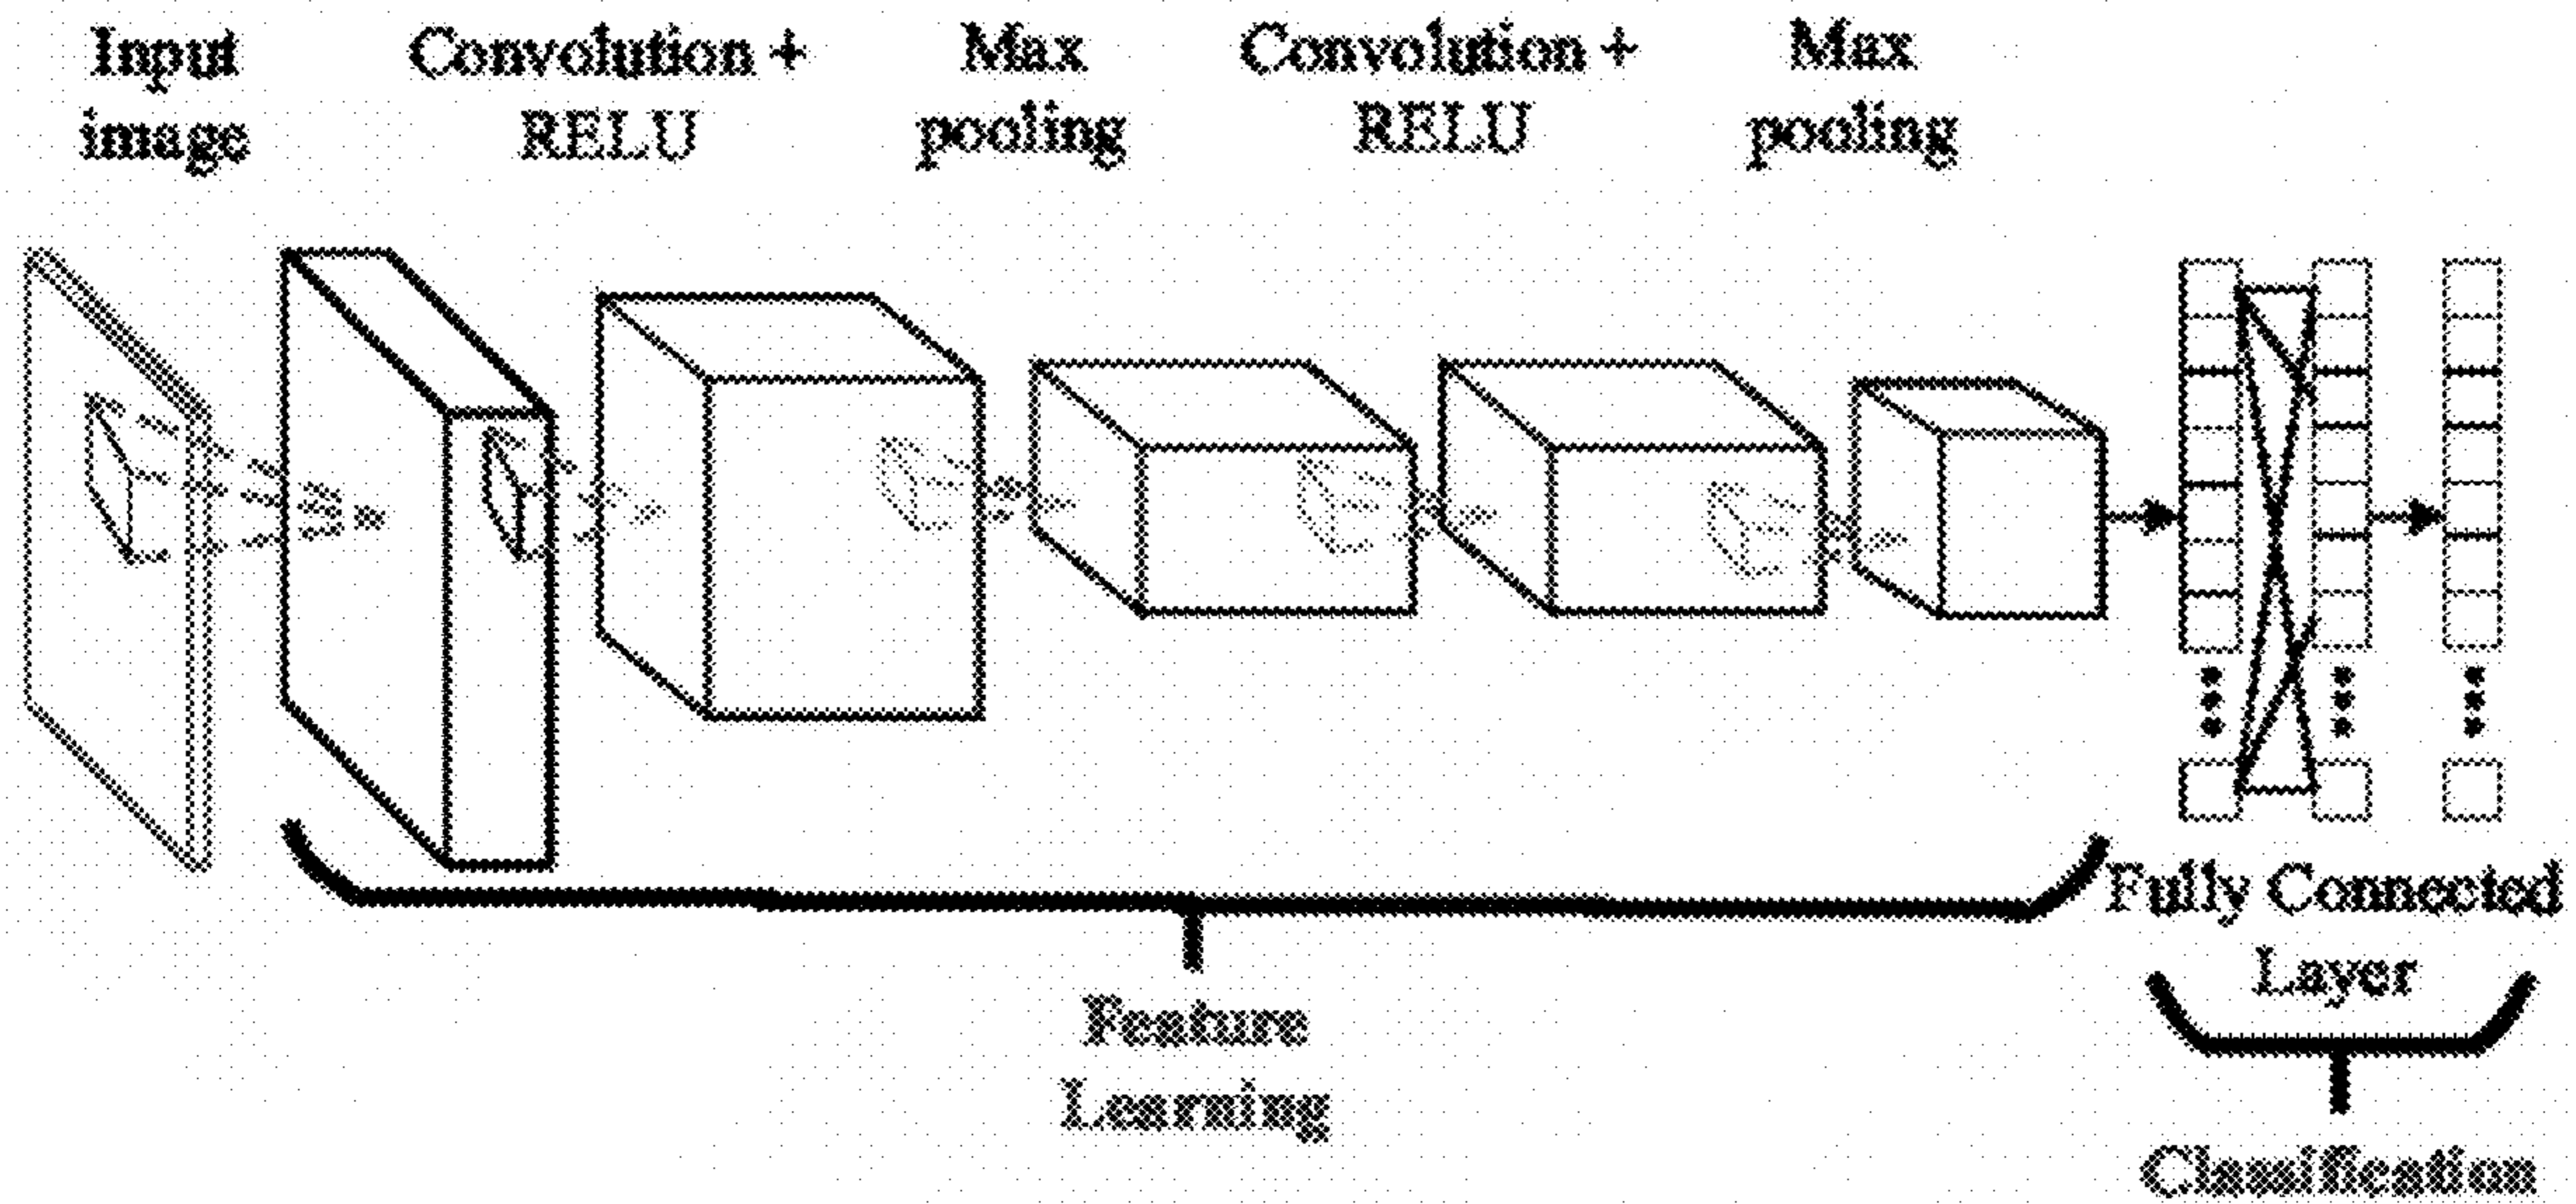 Input
image
Convolution +
RELU
Max
pooling
Convolution +
RELU
Max
pooling
Fully Connected
Layer
Feature
Learning
Classification